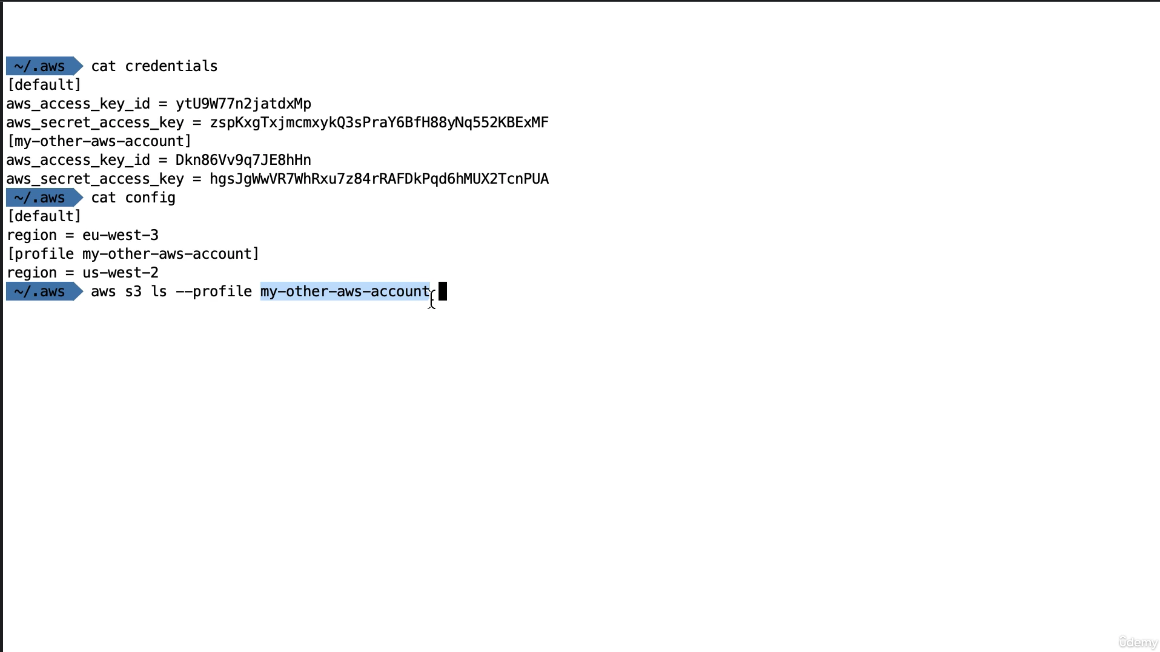 ~/.aws cat credentials
[default]
aws_access_key_id = ytU9W77n2jatdxMp
aws_secret_access_key = zspKxgTxjmcmxykQ3sPraY6BfH88yNq552KBExMF
[my-other-aws-account]
aws_access_key_id = Dkn86Vv9q7JE8hHn
aws_secret_access_key = hgsJgWwVR7WhRxu7z84rRAFDkPqd6hMUX2TcnPUA
~/.aws cat config
[default]
region = eu-west-3
[profile my-other-aws-account]
region = us-west-2
~/.aws aws s3 ls --profile my-other-aws-account
ûdemy